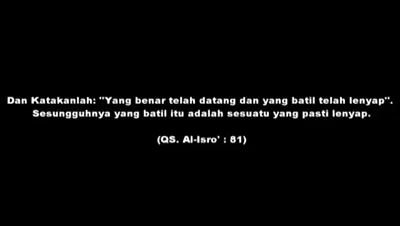 Dan Katakanlah: "Yang benar telah datang dan yang batil telah lenyap".
Sesungguhnya yang batil itu adalah sesuatu yang pasti lenyap.
(QS. Al-Isro' : 81)